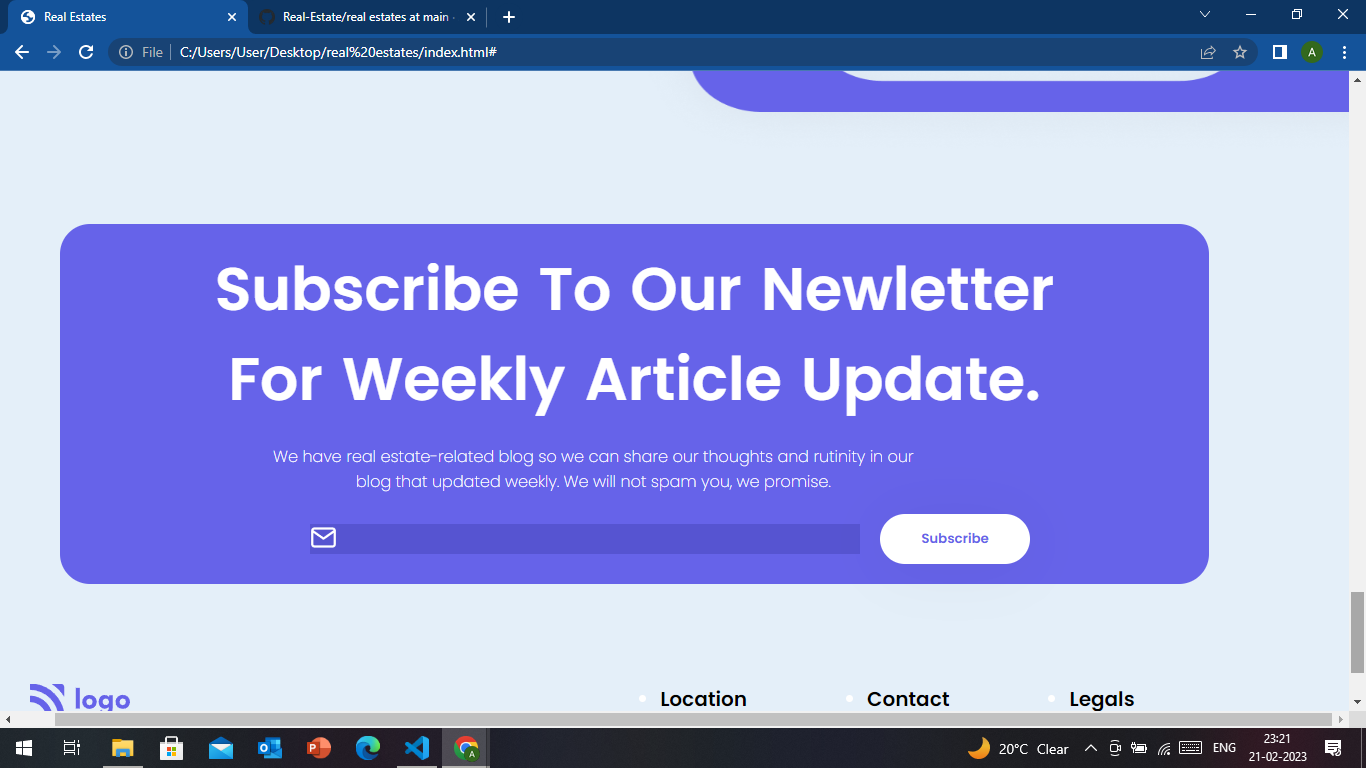 Real Estates
Real-Estate/real estates at main
File
C:/Users/User/Desktop/real%20estates/index.html#
A
Subscribe To Our Newletter
For Weekly Article Update.
We have real estate-related blog so we can share our thoughts and rutinity in our
blog that updated weekly. We will not spam you, we promise.
Subscribe
logo
Location
Contact
Legals
20°C Clear
ENG
23:21
21-02-2023